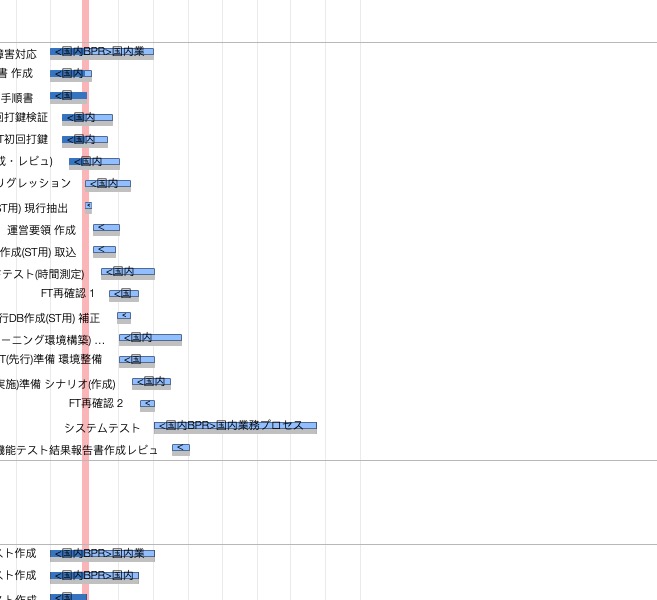 障害対応 <国内BPR>国内業
書 作成 <国内
手順書 <国
回打鍵検証 <国内
T初回打鍵 <国内
成・レビュ) <国内
リグレッション <国内
ST用) 現行抽出 <
運営要領 作成 <
作成(ST用) 取込 <
テスト(時間測定) <国内
FT再確認 1 <国
行DB作成(ST用) 補正 <
ーニング環境構築) ... <国内
T(先行)準備 環境整備 <国
実施)準備 シナリオ(作成) <国内
FT再確認 2 <
システムテスト <国内BPR>国内業務プロセス
機能テスト結果報告書作成レビュ <
スト作成 <国内BPR>国内業
スト作成 <国内BPR>国内
スト作成 <国